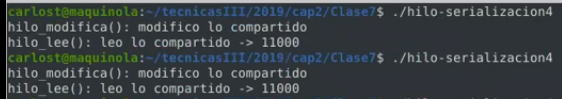 carlost@maquinola:~/tecnicasIII/2019/cap2/Clase7$ ./hilo-serializacion4
hilo_modifica(): modifico lo compartido
hilo_lee(): leo lo compartido -> 11000
carlost@maquinola:~/tecnicasIII/2019/cap2/Clase7$ ./hilo-serializacion4
hilo_modifica(): modifico lo compartido
hilo_lee(): leo lo compartido -> 11000